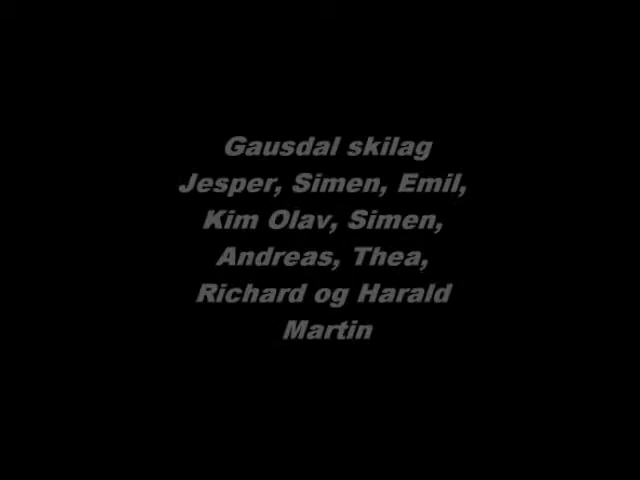 Gausdal skilag
Jesper, Simen, Emil,
Kim Olav, Simen,
Andreas, Thea,
Richard og Harald
Martin